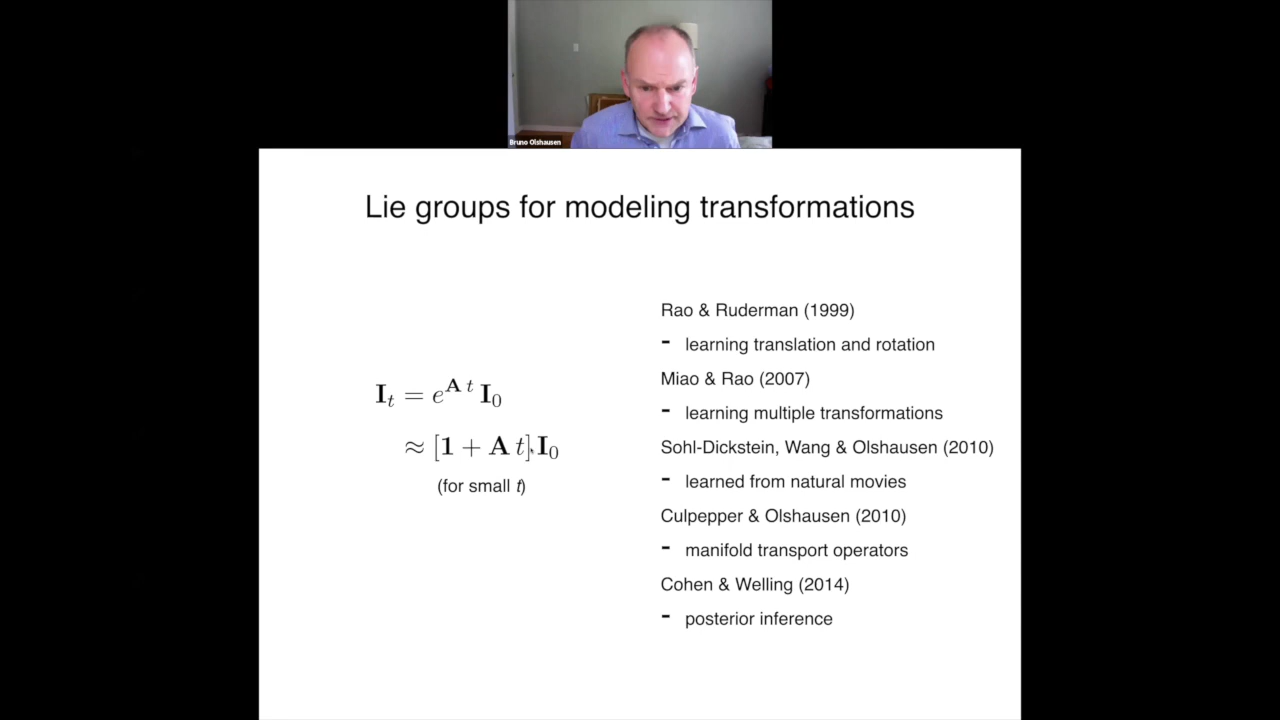 Bruno Olshausen
Lie groups for modeling transformations
I_t = e^{A t} I_0
≈ [1 + A t] I_0
(for small t)
Rao & Ruderman (1999)
- learning translation and rotation
Miao & Rao (2007)
- learning multiple transformations
Sohl-Dickstein, Wang & Olshausen (2010)
- learned from natural movies
Culpepper & Olshausen (2010)
- manifold transport operators
Cohen & Welling (2014)
- posterior inference